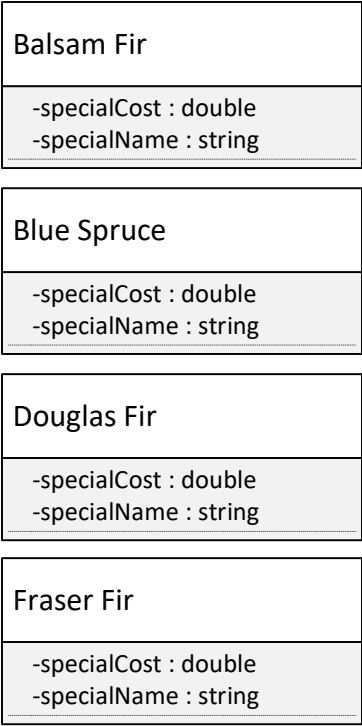 Balsam Fir
-specialCost : double
-specialName : string
Blue Spruce
-specialCost : double
-specialName : string
Douglas Fir
-specialCost : double
-specialName : string
Fraser Fir
-specialCost : double
-specialName : string